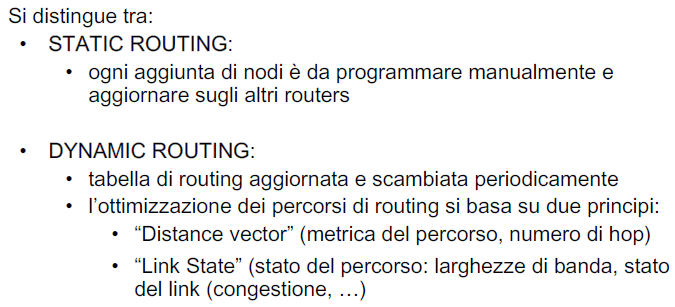 Si distingue tra:
• STATIC ROUTING:
• ogni aggiunta di nodi è da programmare manualmente e
aggiornare sugli altri routers
• DYNAMIC ROUTING:
• tabella di routing aggiornata e scambiata periodicamente
• l'ottimizzazione dei percorsi di routing si basa su due principi:
• “Distance vector” (metrica del percorso, numero di hop)
• “Link State” (stato del percorso: larghezze di banda, stato
del link (congestione, …)